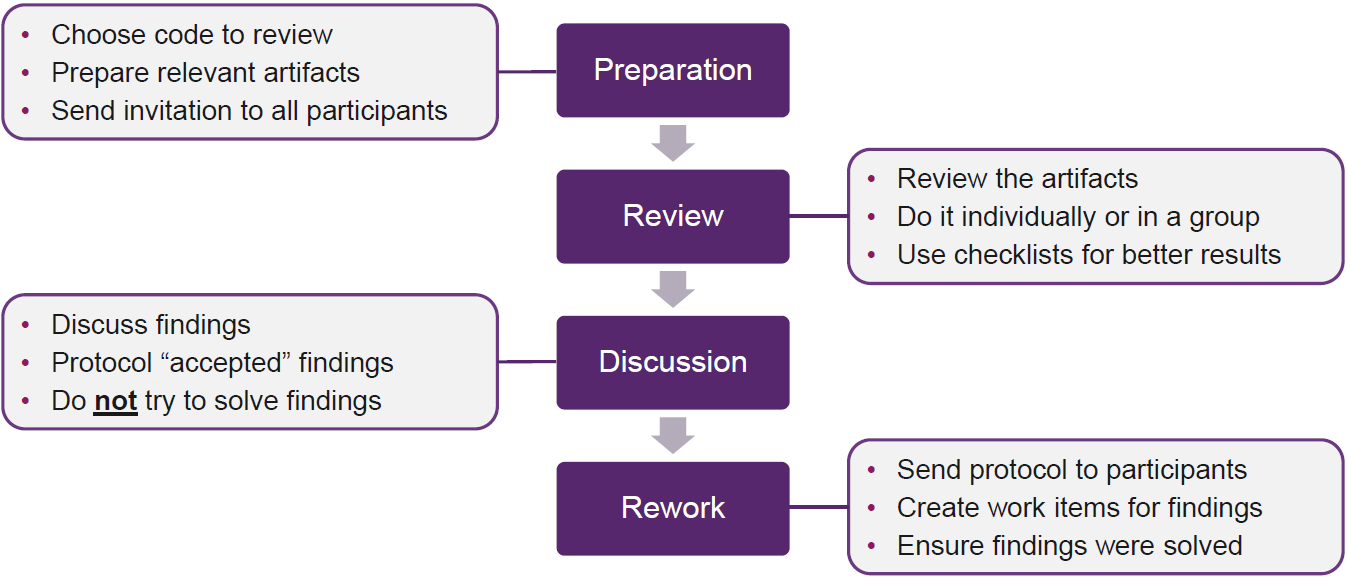 • Choose code to review
• Prepare relevant artifacts
• Send invitation to all participants
Preparation
Review
• Review the artifacts
• Do it individually or in a group
• Use checklists for better results
• Discuss findings
• Protocol “accepted” findings
• Do not try to solve findings
Discussion
Rework
• Send protocol to participants
• Create work items for findings
• Ensure findings were solved